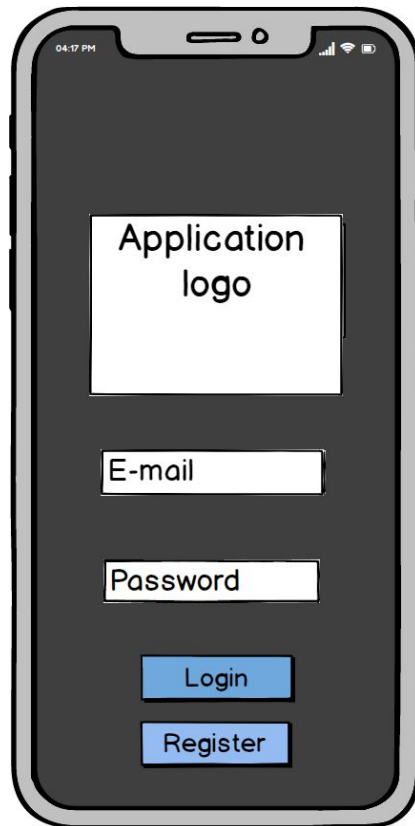 04:17 PM
Application
logo
E-mail
Password
Login
Register